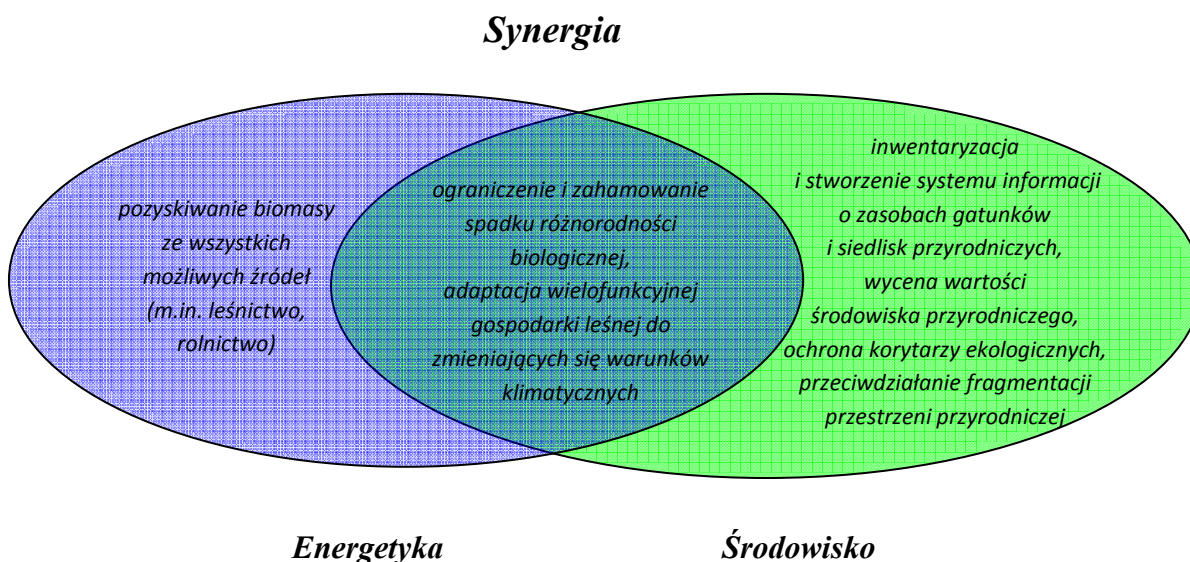 Synergia
pozyskiwanie biomasy
ze wszystkich
możliwych źródeł
(m.in. leśnictwo,
rolnictwo)
ograniczenie i zahamowanie
spadku różnorodności
biologicznej,
adaptacja wielofunkcyjnej
gospodarki leśnej do
zmieniających się warunków
klimatycznych
inwentaryzacja
i stworzenie systemu informacji
o zasobach gatunków
i siedlisk przyrodniczych,
wycena wartości
środowiska przyrodniczego,
ochrona korytarzy ekologicznych,
przeciwdziałanie fragmentacji
przestrzeni przyrodniczej
Energetyka
Środowisko